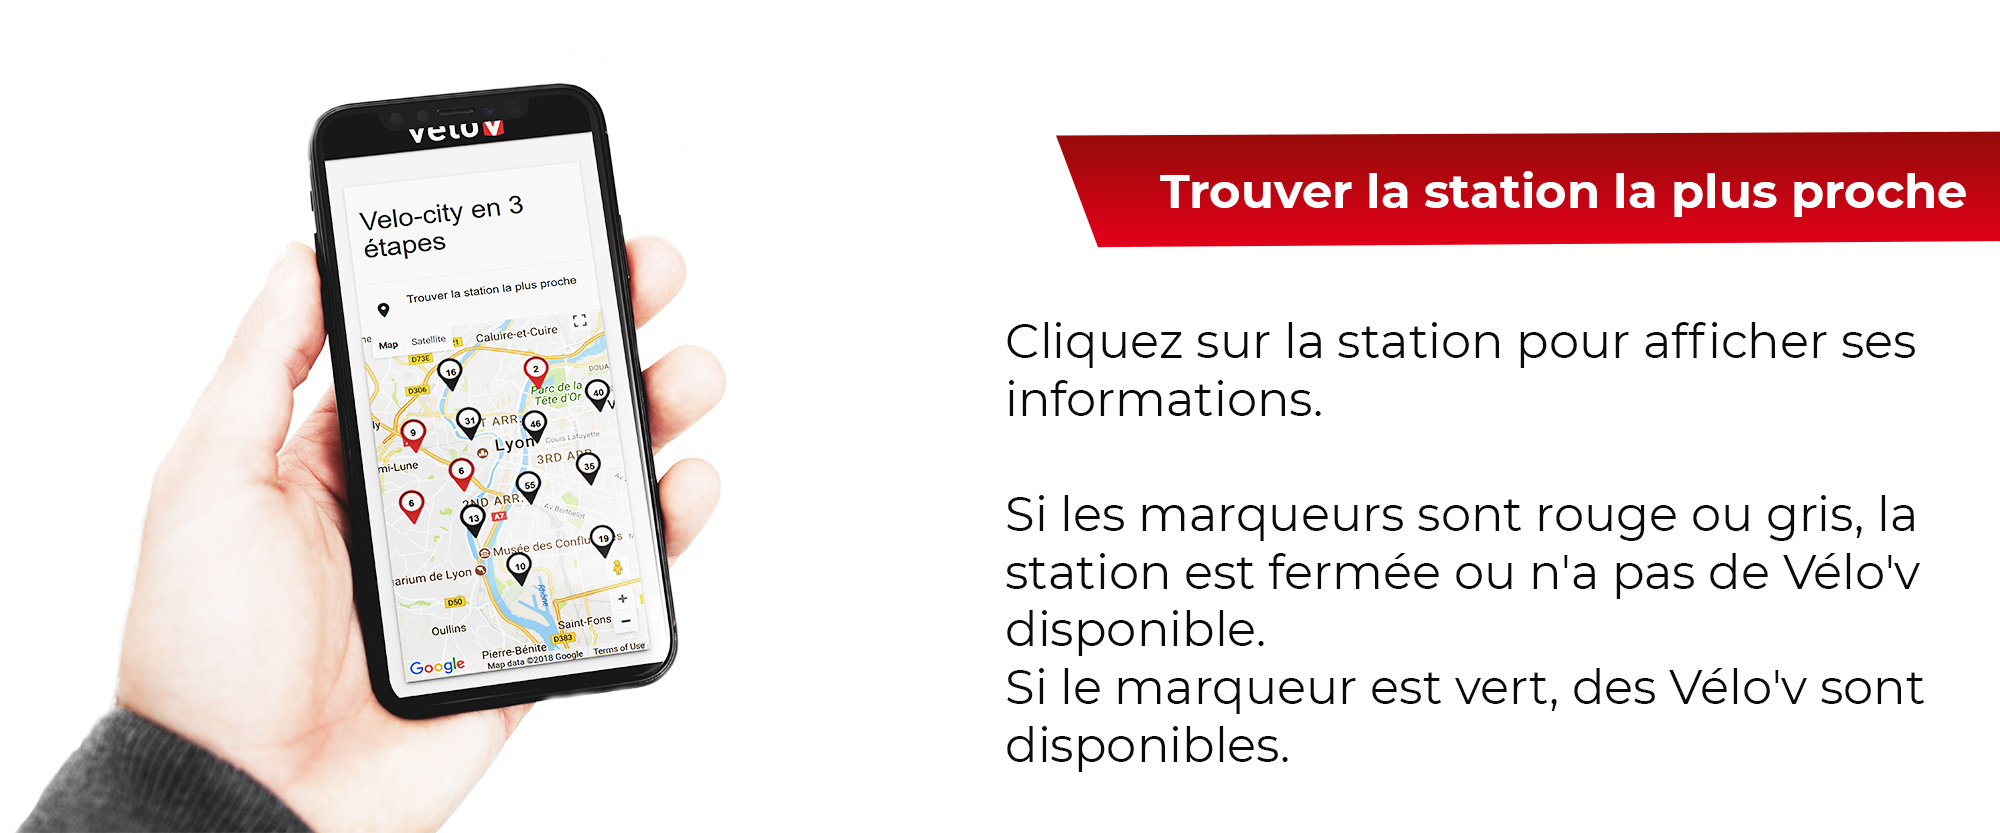 vélo'v
Velo-city en 3
étapes
Trouver la station la plus proche
Map
Satellite
Caluire-et-Cuire
D73E
D306
16
2
DOUA
Parc de la
Tête d'Or
40
31
T ARR.
46
9
Lyon
Cours Lafayette
3RD ARR
mi-Lune
6
35
55
6
2ND ARR.
13
A7
Av. Berthelot
19
Musée des Conflu
10
arium de Lyon
Rhône
D50
Oullins
Saint-Fons
D383
Pierre-Bénite
Google
Map data ©2018 Google
Terms of Use
Trouver la station la plus proche
Cliquez sur la station pour afficher ses
informations.
Si les marqueurs sont rouge ou gris, la
station est fermée ou n'a pas de Vélo'v
disponible.
Si le marqueur est vert, des Vélo'v sont
disponibles.